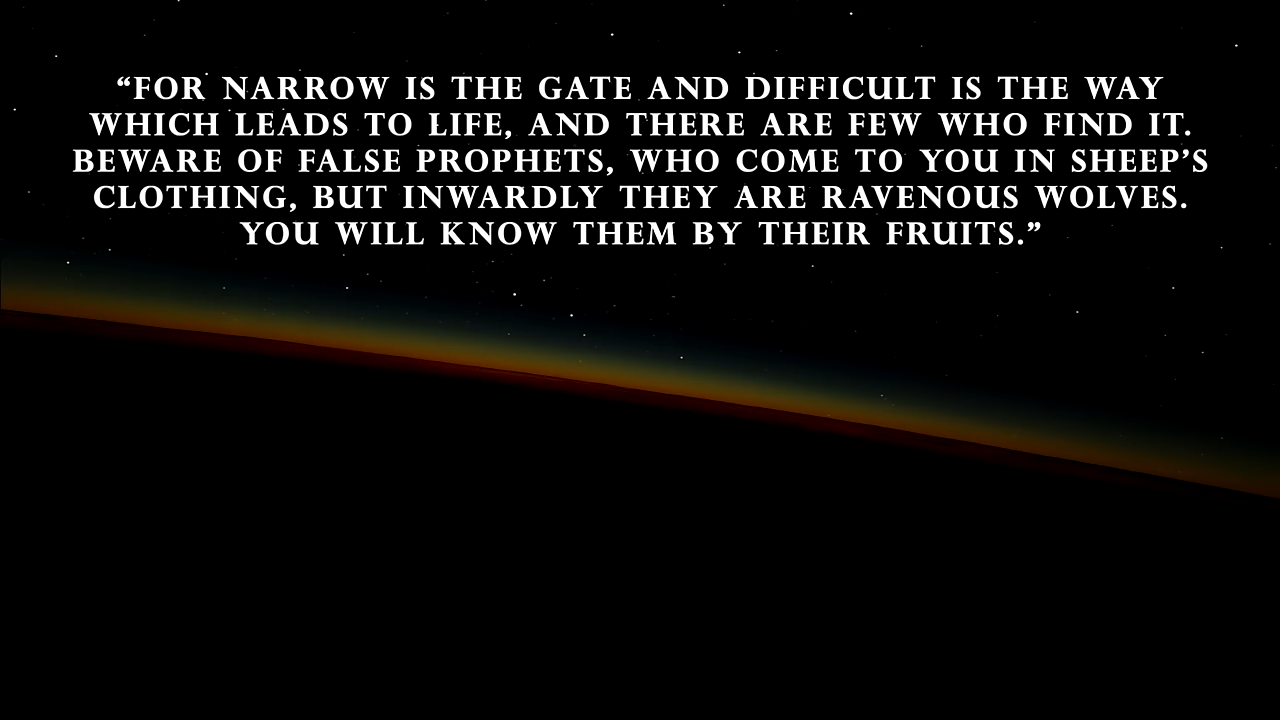 “FOR NARROW IS THE GATE AND DIFFICULT IS THE WAY
WHICH LEADS TO LIFE, AND THERE ARE FEW WHO FIND IT.
BEWARE OF FALSE PROPHETS, WHO COME TO YOU IN SHEEP’S
CLOTHING, BUT INWARDLY THEY ARE RAVENOUS WOLVES.
YOU WILL KNOW THEM BY THEIR FRUITS.”